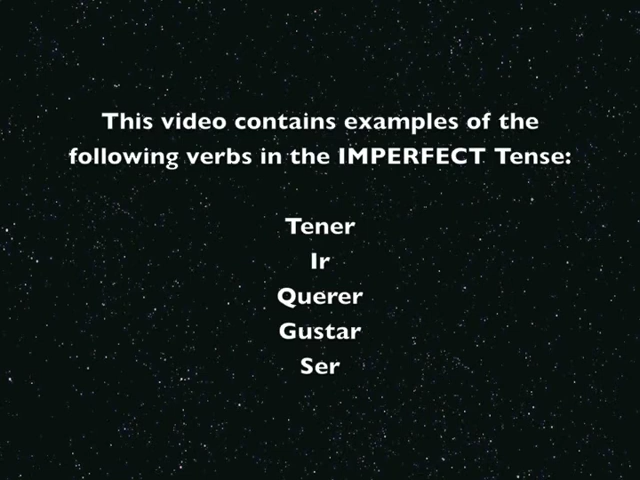 This video contains examples of the
following verbs in the IMPERFECT Tense:
Tener
Ir
Querer
Gustar
Ser